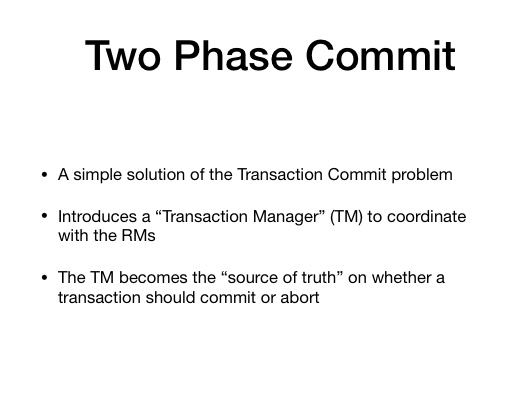 Two Phase Commit
• A simple solution of the Transaction Commit problem
• Introduces a “Transaction Manager” (TM) to coordinate
with the RMs
• The TM becomes the “source of truth” on whether a
transaction should commit or abort